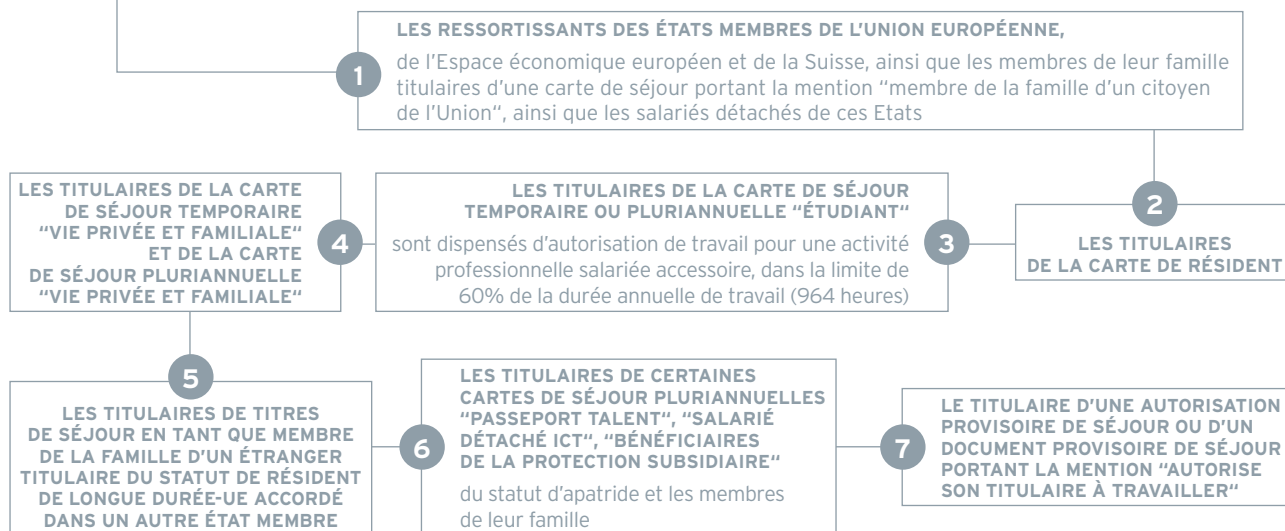 1
LES RESSORTISSANTS DES ÉTATS MEMBRES DE L'UNION EUROPÉENNE,
de l'Espace économique européen et de la Suisse, ainsi que les membres de leur famille
titulaires d'une carte de séjour portant la mention “membre de la famille d'un citoyen
de l'Union“, ainsi que les salariés détachés de ces Etats
2
LES TITULAIRES
DE LA CARTE DE RÉSIDENT
3
LES TITULAIRES DE LA CARTE DE SÉJOUR
TEMPORAIRE OU PLURIANNUELLE “ÉTUDIANT“
sont dispensés d'autorisation de travail pour une activité
professionnelle salariée accessoire, dans la limite de
60% de la durée annuelle de travail (964 heures)
4
LES TITULAIRES DE LA CARTE
DE SÉJOUR TEMPORAIRE
“VIE PRIVÉE ET FAMILIALE“
ET DE LA CARTE
DE SÉJOUR PLURIANNUELLE
“VIE PRIVÉE ET FAMILIALE“
5
LES TITULAIRES DE TITRES
DE SÉJOUR EN TANT QUE MEMBRE
DE LA FAMILLE D'UN ÉTRANGER
TITULAIRE DU STATUT DE RÉSIDENT
DE LONGUE DURÉE-UE ACCORDÉ
DANS UN AUTRE ÉTAT MEMBRE
6
LES TITULAIRES DE CERTAINES
CARTES DE SÉJOUR PLURIANNUELLES
“PASSEPORT TALENT“, “SALARIÉ
DÉTACHÉ ICT“, “BÉNÉFICIAIRES
DE LA PROTECTION SUBSIDIAIRE“
du statut d'apatride et les membres
de leur famille
7
LE TITULAIRE D'UNE AUTORISATION
PROVISOIRE DE SÉJOUR OU D'UN
DOCUMENT PROVISOIRE DE SÉJOUR
PORTANT LA MENTION “AUTORISE
SON TITULAIRE À TRAVAILLER“